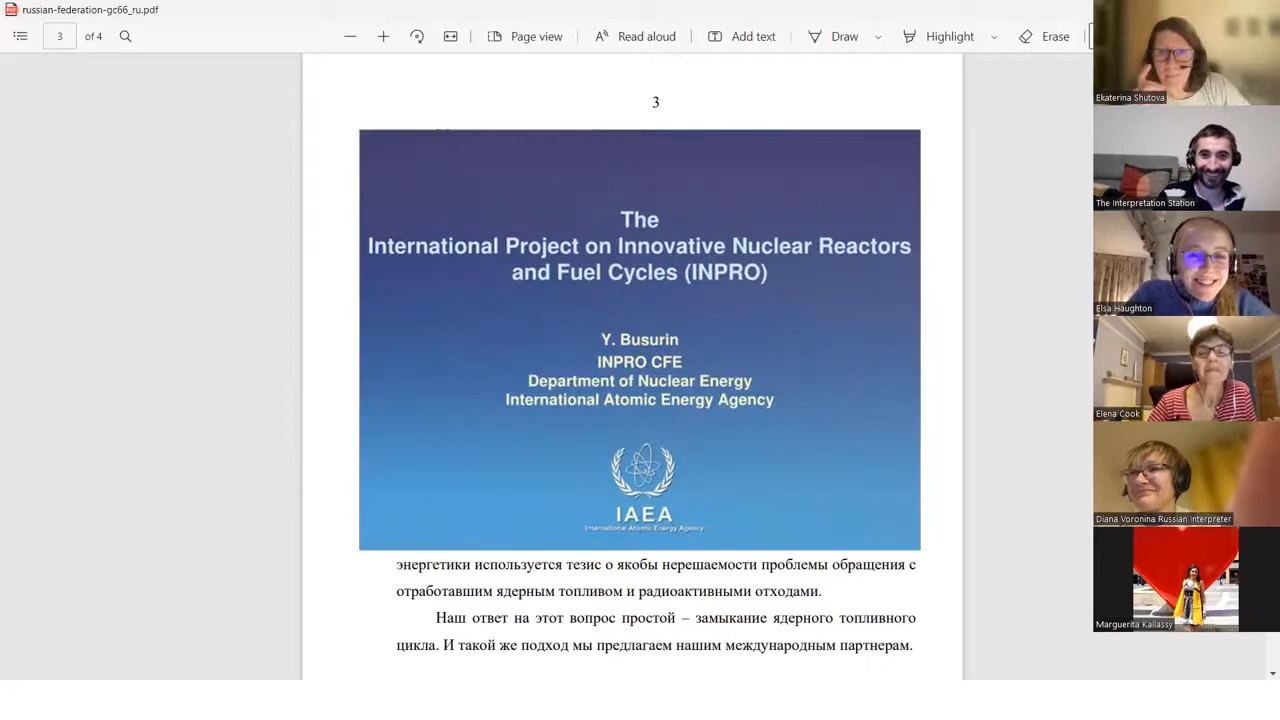 russian-federation-gc66_ru.pdf
3
of 4
Page view
Read aloud
Add text
Draw
Highlight
Erase
3
The
International Project on Innovative Nuclear Reactors
and Fuel Cycles (INPRO)
Y. Busurin
INPRO CFE
Department of Nuclear Energy
International Atomic Energy Agency
IAEA
International Atomic Energy Agency
энергетики используется тезис о якобы нерешаемости проблемы обращения с
отработавшим ядерным топливом и радиоактивными отходами.
Наш ответ на этот вопрос простой – замыкание ядерного топливного
цикла. И такой же подход мы предлагаем нашим международным партнерам.
Ekaterina Shutova
The Interpretation Station
Elsa Haughton
Elena Cook
Diana Voronina Russian interpreter
Marguerita Kallassy